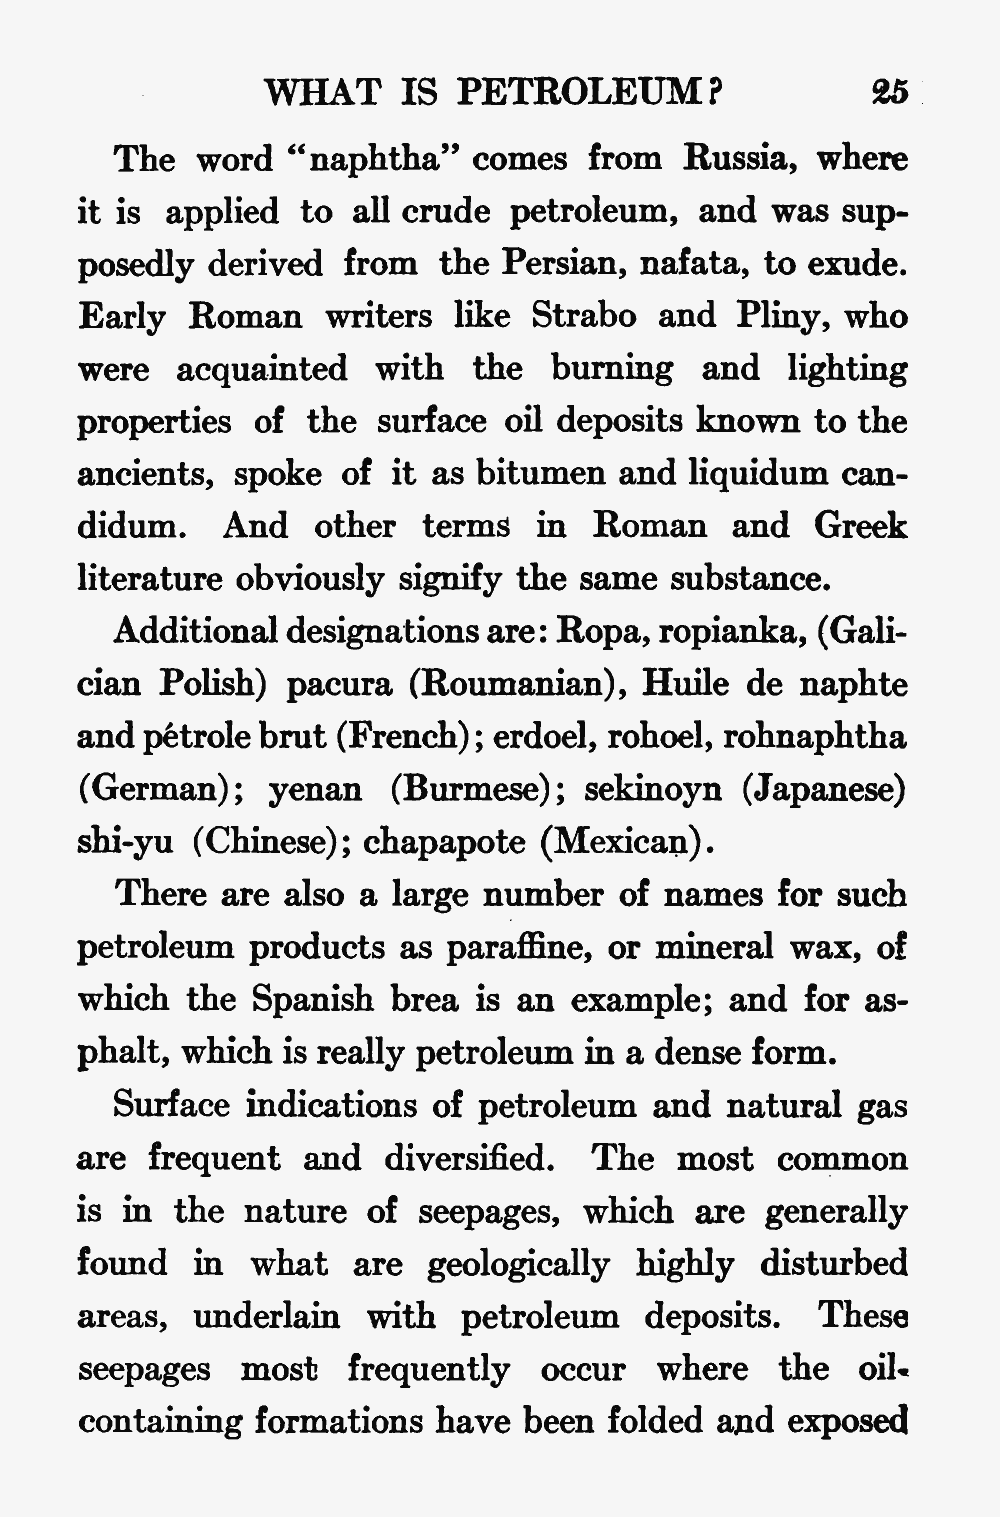 WHAT IS PETROLEUM? 25
The word "naphtha" comes from Russia, where
it is applied to all crude petroleum, and was sup-
posedly derived from the Persian, nafata, to exude.
Early Roman writers like Strabo and Pliny, who
were acquainted with the burning and lighting
properties of the surface oil deposits known to the
ancients, spoke of it as bitumen and liquidum can-
didum. And other terms in Roman and Greek
literature obviously signify the same substance.
Additional designations are: Ropa, ropianka, (Gali-
cian Polish) pacura (Roumanian), Huile de naphte
and pétrole brut (French); erdoel, rohoel, rohnaphtha
(German); yenan (Burmese); sekinoyn (Japanese)
shi-yu (Chinese); chapapote (Mexican).
There are also a large number of names for such
petroleum products as paraffine, or mineral wax, of
which the Spanish brea is an example; and for as-
phalt, which is really petroleum in a dense form.
Surface indications of petroleum and natural gas
are frequent and diversified. The most common
is in the nature of seepages, which are generally
found in what are geologically highly disturbed
areas, underlain with petroleum deposits. These
seepages most frequently occur where the oil-
containing formations have been folded and exposed